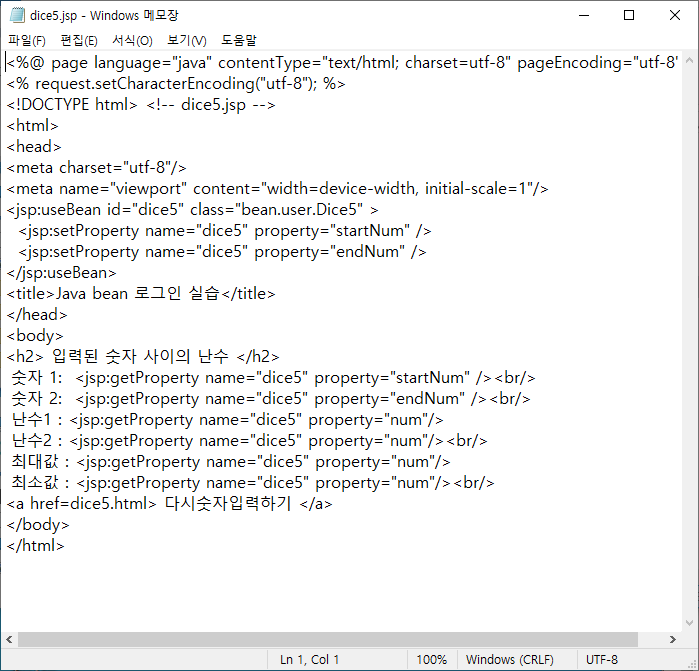 dice5.jsp - Windows 메모장
파일(F) 편집(E) 서식(O) 보기(V) 도움말
<%@ page language="java" contentType="text/html; charset=utf-8" pageEncoding="utf-8"
<% request.setCharacterEncoding("utf-8"); %>
<!DOCTYPE html> <!-- dice5.jsp -->
<html>
<head>
<meta charset="utf-8"/>
<meta name="viewport" content="width=device-width, initial-scale=1"/>
<jsp:useBean id="dice5" class="bean.user.Dice5" >
  <jsp:setProperty name="dice5" property="startNum" />
  <jsp:setProperty name="dice5" property="endNum" />
</jsp:useBean>
<title>Java bean 로그인 실습</title>
</head>
<body>
<h2> 입력된 숫자 사이의 난수 </h2>
 숫자 1:  <jsp:getProperty name="dice5" property="startNum" /><br/>
 숫자 2:  <jsp:getProperty name="dice5" property="endNum" /><br/>
 난수1 : <jsp:getProperty name="dice5" property="num"/>
 난수2 : <jsp:getProperty name="dice5" property="num"/><br/>
 최대값 : <jsp:getProperty name="dice5" property="num"/>
 최소값 : <jsp:getProperty name="dice5" property="num"/><br/>
<a href=dice5.html> 다시숫자입력하기 </a>
</body>
</html>
Ln 1, Col 1 100% Windows (CRLF) UTF-8